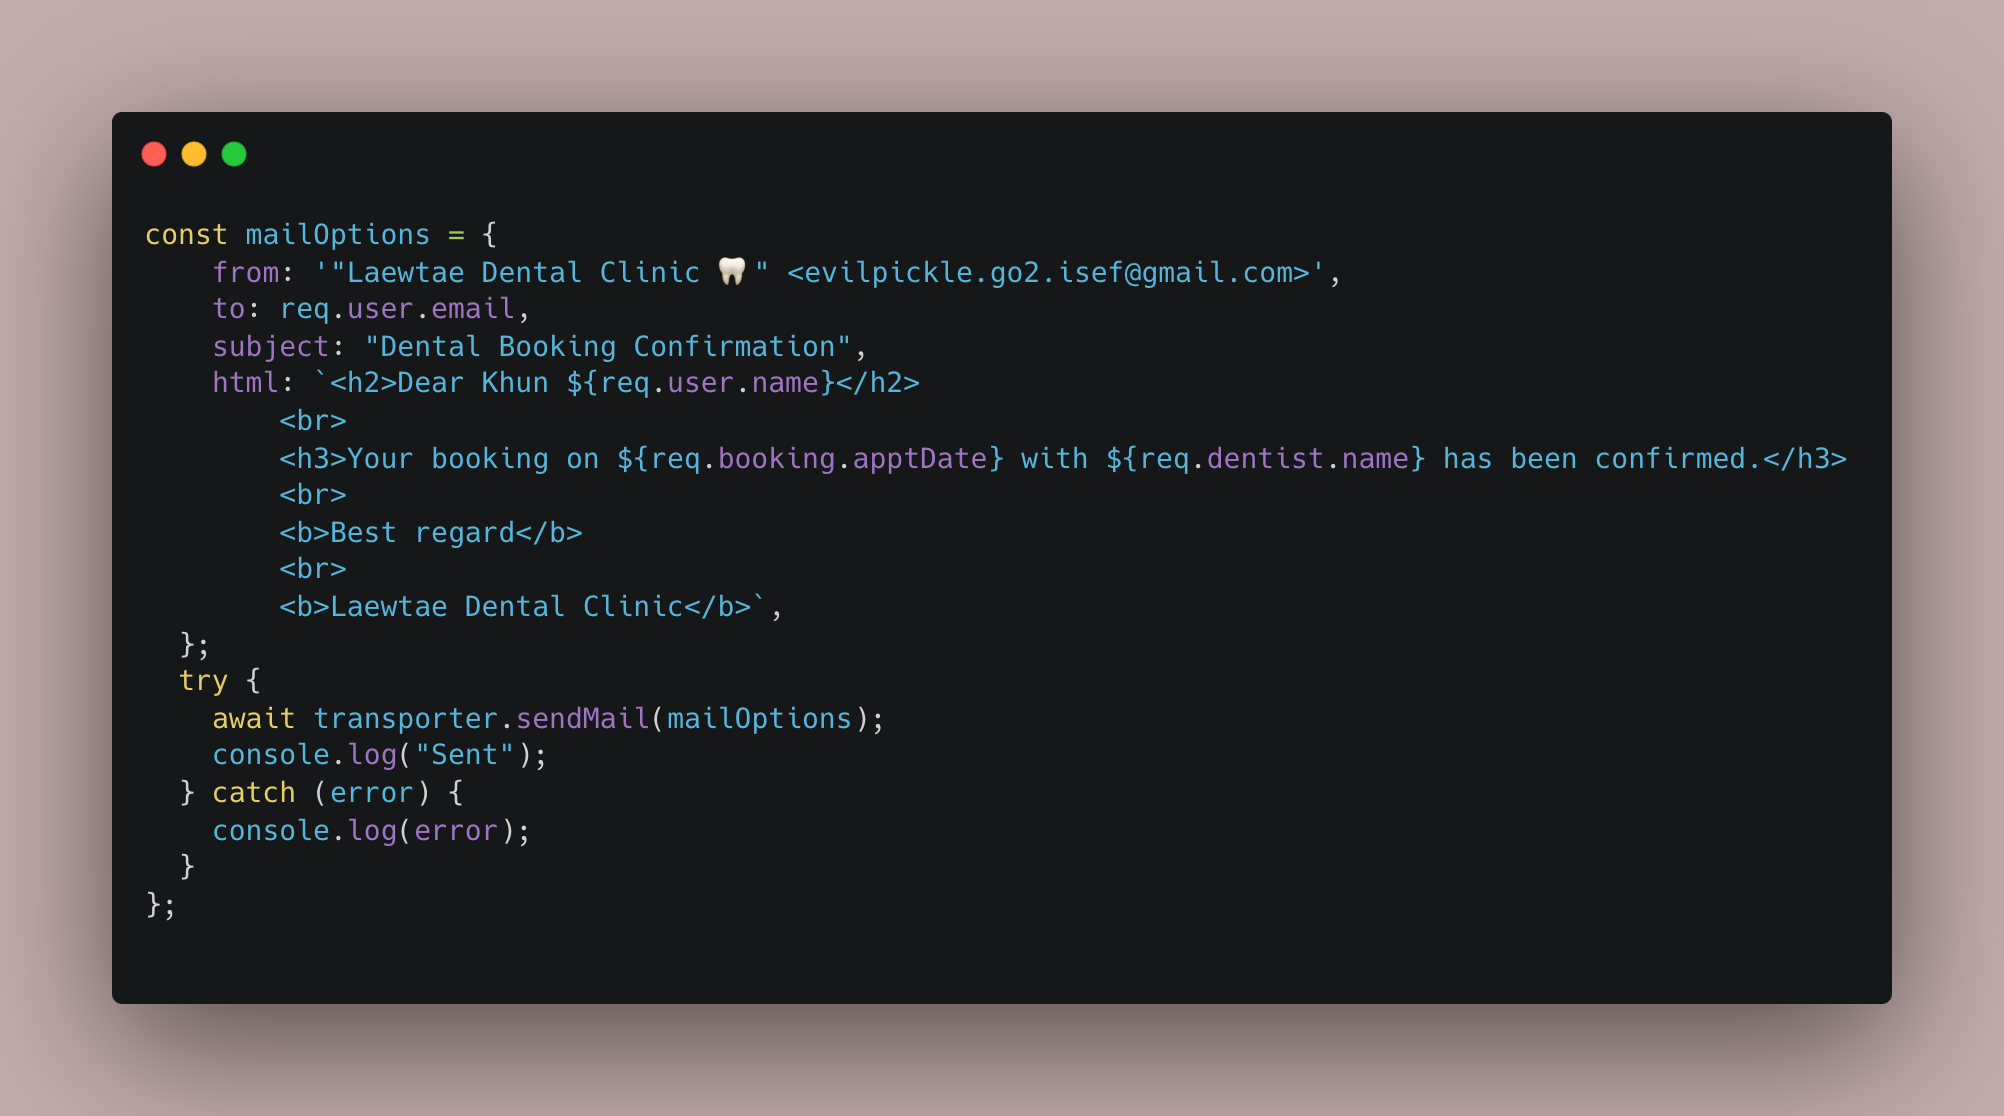 const mailOptions = {
from: '"Laewtae Dental Clinic 🦷" <evilpickle.go2.isef@gmail.com>',
to: req.user.email,
subject: "Dental Booking Confirmation",
html: `<h2>Dear Khun ${req.user.name}</h2>
<br>
<h3>Your booking on ${req.booking.apptDate} with ${req.dentist.name} has been confirmed.</h3>
<br>
<b>Best regard</b>
<br>
<b>Laewtae Dental Clinic</b>`,
};
try {
await transporter.sendMail(mailOptions);
console.log("Sent");
} catch (error) {
console.log(error);
}
};